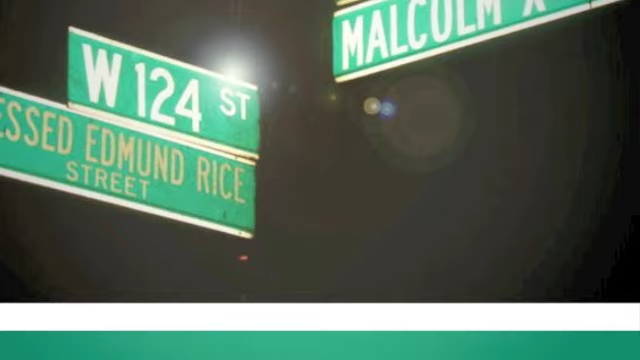 MALCOLM X
W 124 ST
ESSED EDMUND RICE
STREET